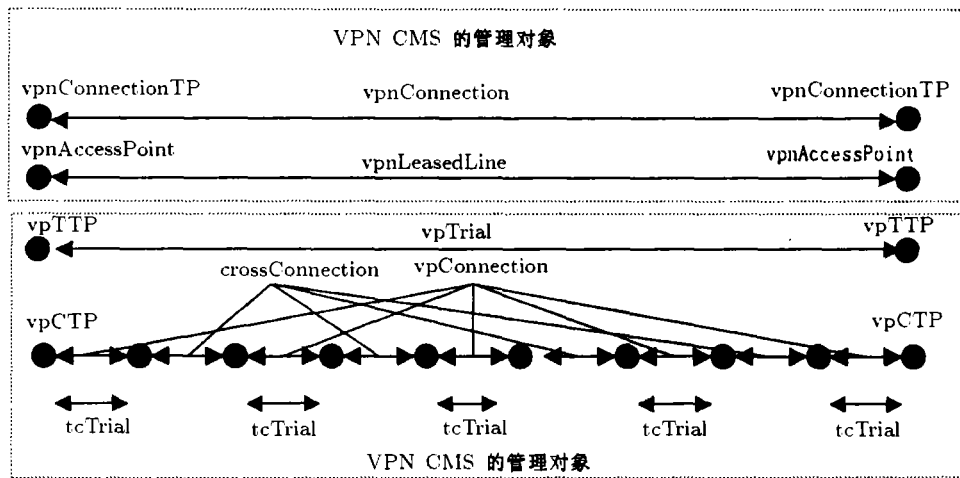 VPN CMS 的管理对象
vpnConnectionTP vpnConnection vpnConnectionTP
vpnAccessPoint vpnLeasedLine vpnAccessPoint
vpTTP vpTrial vpTTP
crossConnection vpConnection
vpCTP vpCTP
tcTrial tcTrial tcTrial tcTrial tcTrial
VPN CMS 的管理对象